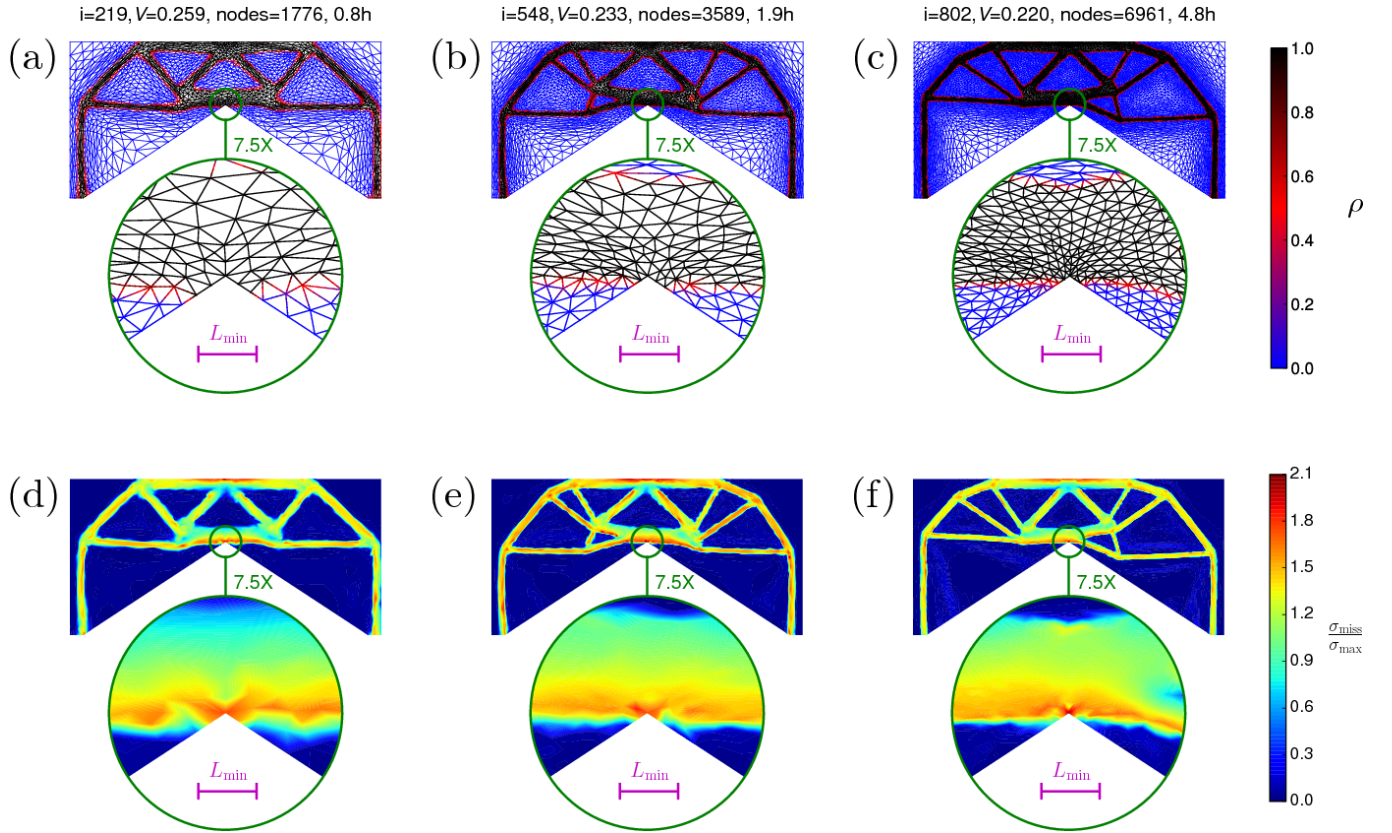 i=219, V=0.259, nodes=1776, 0.8h
i=548, V=0.233, nodes=3589, 1.9h
i=802, V=0.220, nodes=6961, 4.8h
(a)
(b)
(c)
1.0
0.8
0.6
0.4
0.2
0.0
ρ
7.5X
7.5X
7.5X
L_min
L_min
L_min
(d)
(e)
(f)
2.1
1.8
1.5
1.2
0.9
0.6
0.3
0.0
σ_miss
σ_max
7.5X
7.5X
7.5X
L_min
L_min
L_min